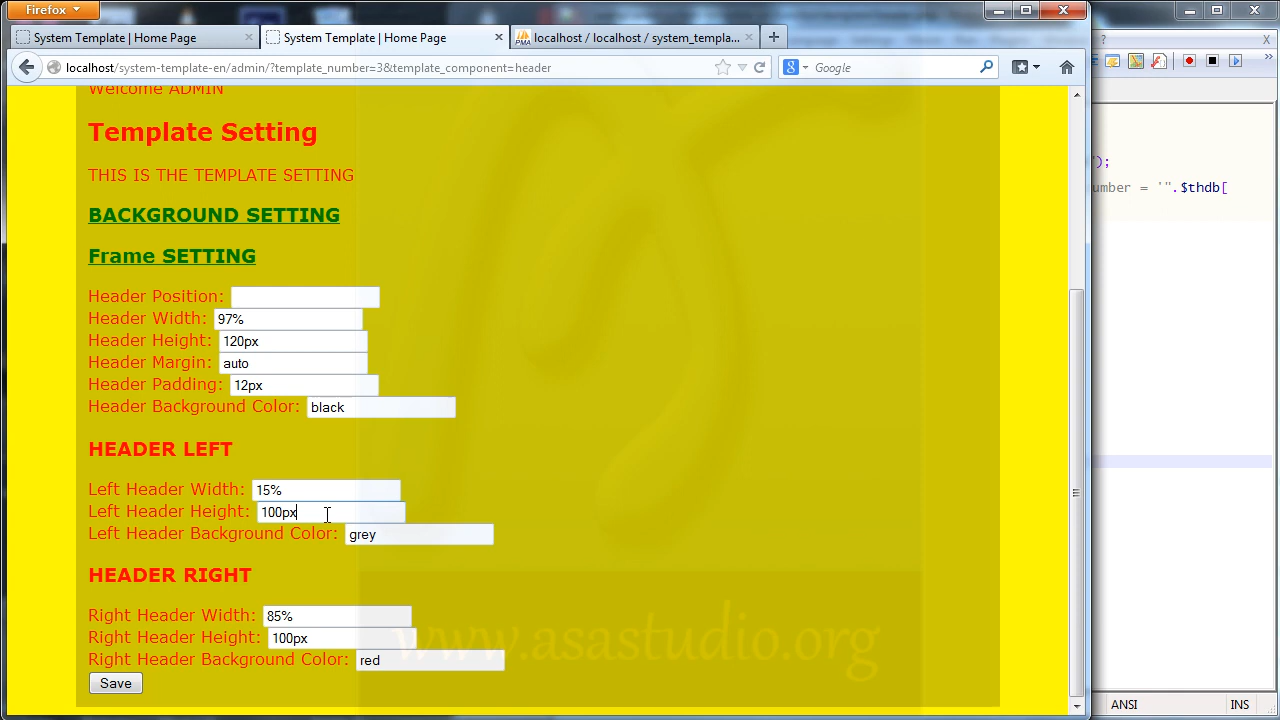 Firefox
System Template | Home Page
System Template | Home Page
localhost / localhost / system_templa...
localhost/system-template-en/admin/?template_number=3&template_component=header
Google
Welcome ADMIN
Template Setting
THIS IS THE TEMPLATE SETTING
BACKGROUND SETTING
Frame SETTING
Header Position:
Header Width: 97%
Header Height: 120px
Header Margin: auto
Header Padding: 12px
Header Background Color: black
HEADER LEFT
Left Header Width: 15%
Left Header Height: 100px
Left Header Background Color: grey
HEADER RIGHT
Right Header Width: 85%
Right Header Height: 100px
Right Header Background Color: red
Save
www.asastudio.org
");
umber = '".$thdb[
ANSI
INS